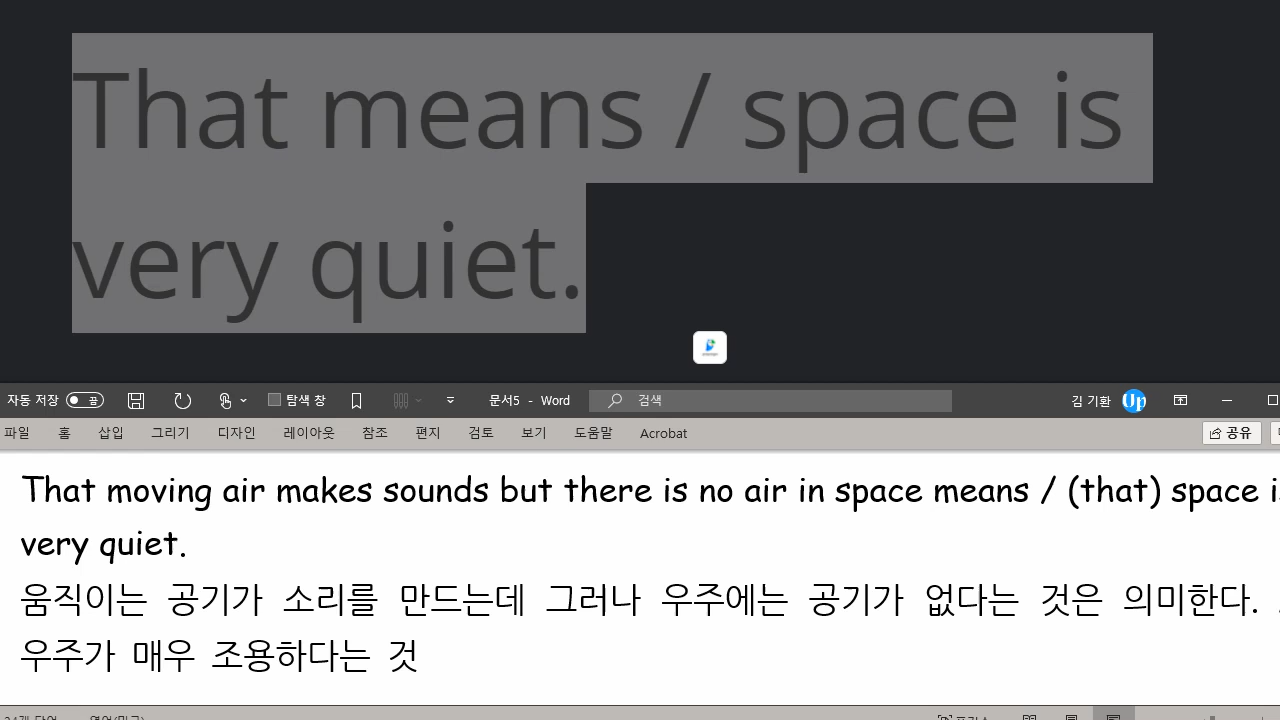 That means / space is
very quiet.
자동 저장 끔 탐색 창 문서5 - Word 검색 김 기환 Up
파일 홈 삽입 그리기 디자인 레이아웃 참조 편지 검토 보기 도움말 Acrobat 공유
That moving air makes sounds but there is no air in space means / (that) space is
very quiet.
움직이는 공기가 소리를 만드는데 그러나 우주에는 공기가 없다는 것은 의미한다.
우주가 매우 조용하다는 것